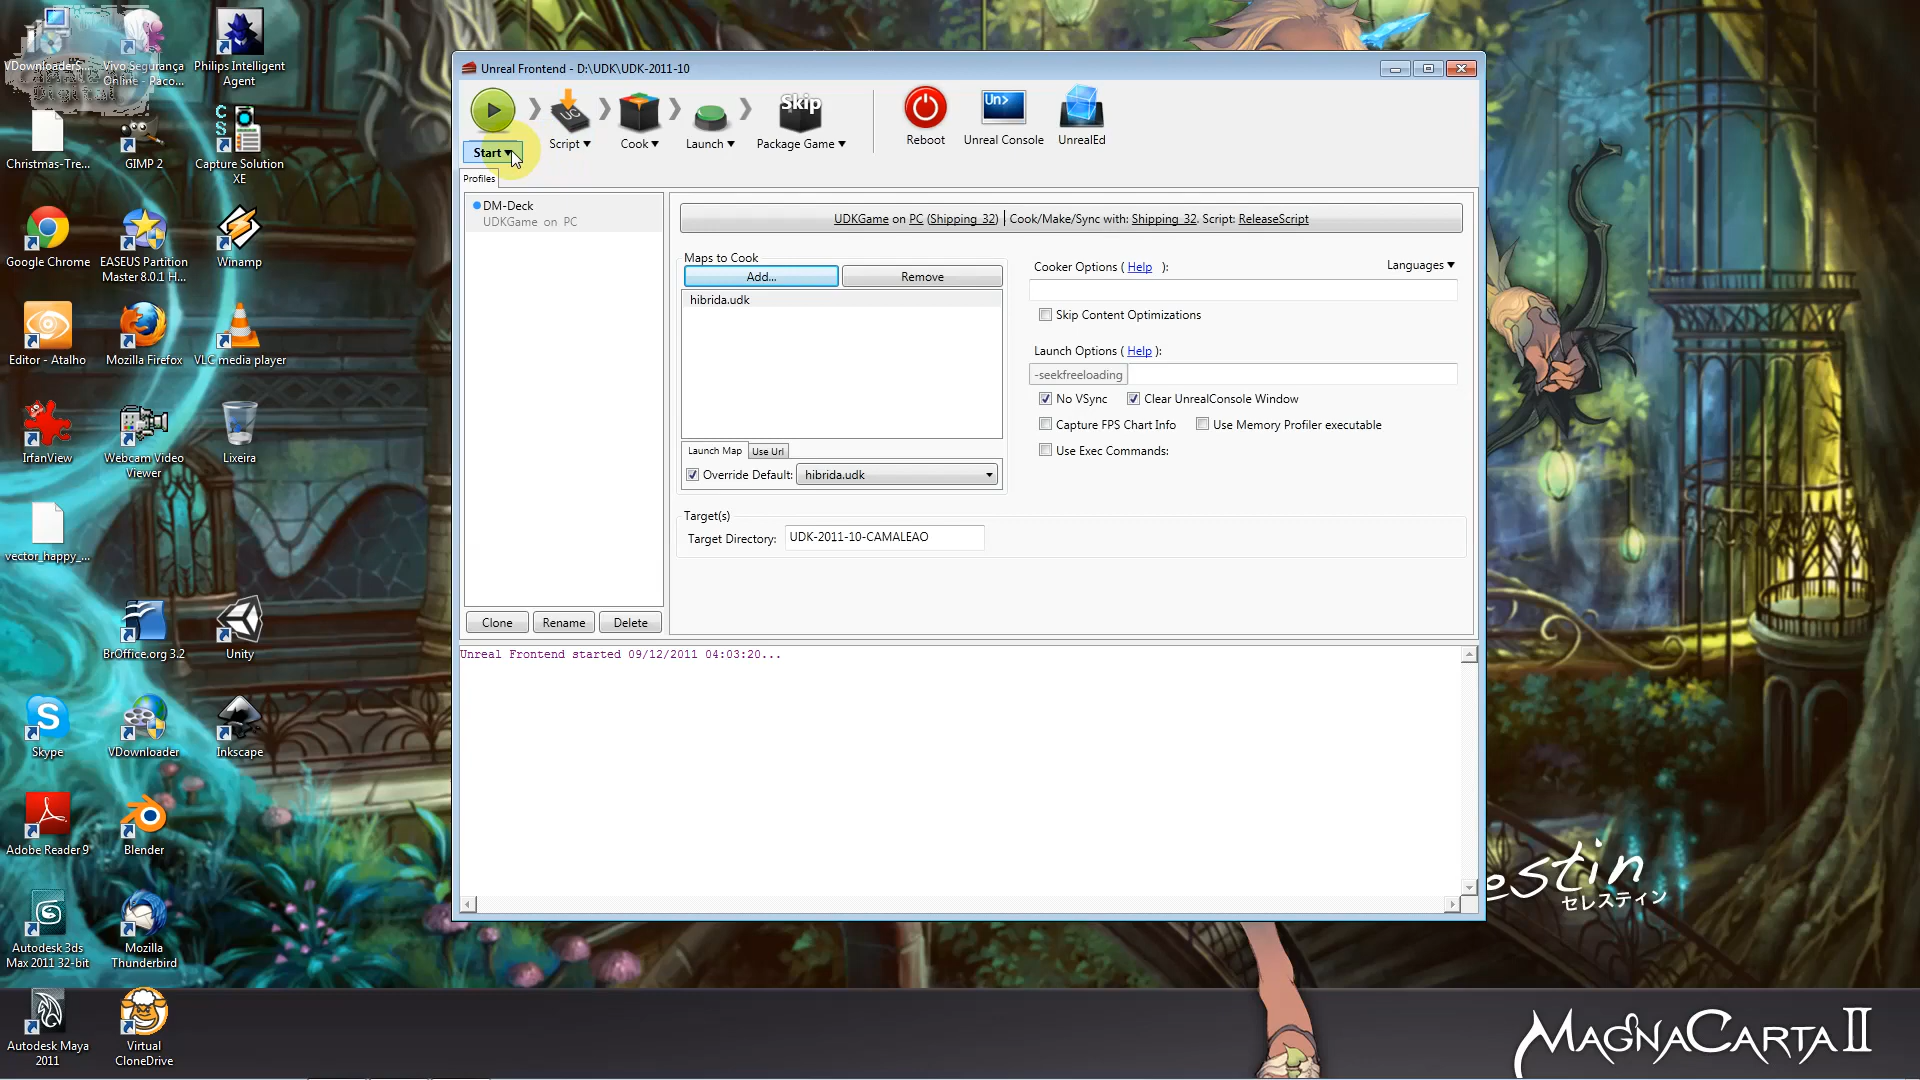 VDownloaderS...
Vivo Segurança
Online - Paco...
Philips Intelligent
Agent
Christmas-Tre...
GIMP 2
Capture Solution
XE
Google Chrome
EASEUS Partition
Master 8.0.1 H...
Winamp
Editor - Atalho
Mozilla Firefox
VLC media player
IrfanView
Webcam Video
Viewer
Lixeira
vector_happy_...
BrOffice.org 3.2
Unity
Skype
VDownloader
Inkscape
Adobe Reader 9
Blender
Autodesk 3ds
Max 2011 32-bit
Mozilla
Thunderbird
Autodesk Maya
2011
Virtual
CloneDrive
Unreal Frontend - D:\UDK\UDK-2011-10
Start
UC
Script
Cook
Launch
Skip
Package Game
Reboot
Un>
Unreal Console
UnrealEd
Profiles
DM-Deck
UDKGame on PC
UDKGame on PC (Shipping_32) | Cook/Make/Sync with: Shipping_32. Script: ReleaseScript
Maps to Cook
Add...
Remove
hibrida.udk
Launch Map
Use Url
Override Default:
hibrida.udk
Cooker Options ( Help ):
Languages
Skip Content Optimizations
Launch Options ( Help ):
-seekfreeloading
No VSync
Clear UnrealConsole Window
Capture FPS Chart Info
Use Memory Profiler executable
Use Exec Commands:
Target(s)
Target Directory:
UDK-2011-10-CAMALEAO
Clone
Rename
Delete
Unreal Frontend started 09/12/2011 04:03:20...
estin
セレスティン
MAGNACARTA II